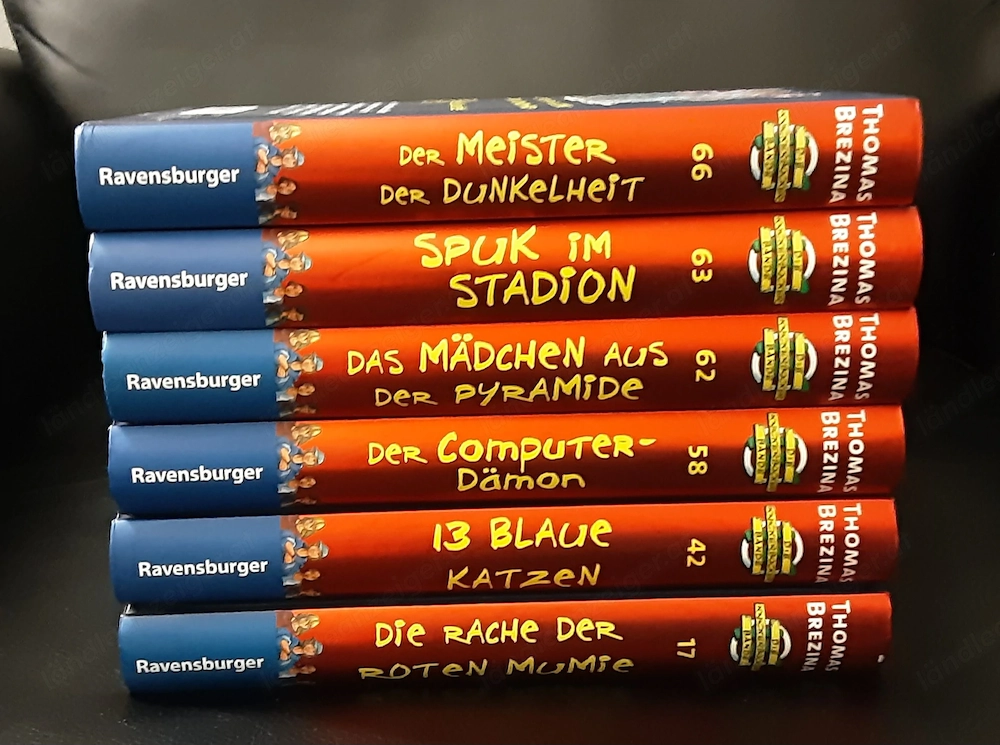 Ravensburger
DER MEISTER
DER DUNKELHEIT
66
THOMAS
BREZINA
Ravensburger
SPUK IM
STADION
63
THOMAS
BREZINA
Ravensburger
DAS MÄDCHEN AUS
DER PYRAMIDE
62
THOMAS
BREZINA
Ravensburger
DER COMPUTER-
DÄMON
58
THOMAS
BREZINA
Ravensburger
13 BLAUE
KATZEN
42
THOMAS
BREZINA
Ravensburger
DIE RACHE DER
ROTEN MUMIE
17
THOMAS
BREZINA